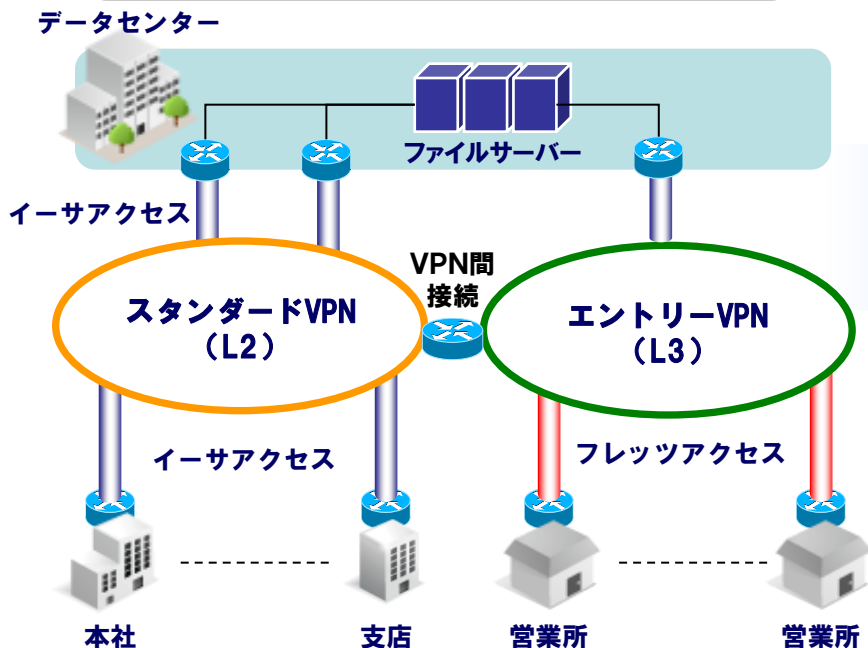 データセンター
ファイルサーバー
イーサアクセス
VPN間
接続
スタンダードVPN
（L2）
エントリーVPN
（L3）
イーサアクセス
フレッツアクセス
本社
支店
営業所
営業所